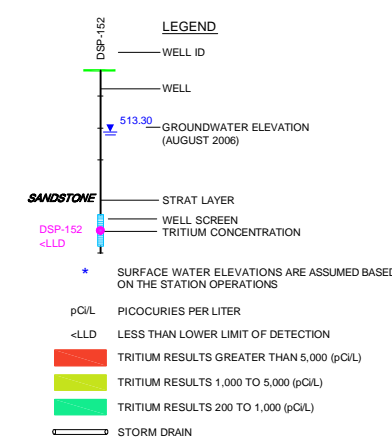 DSP-152
LEGEND
WELL ID
WELL
513.30
GROUNDWATER ELEVATION
(AUGUST 2006)
SANDSTONE
STRAT LAYER
WELL SCREEN
DSP-152
<LLD
TRITIUM CONCENTRATION
* SURFACE WATER ELEVATIONS ARE ASSUMED BASED
ON THE STATION OPERATIONS
pCi/L PICOCURIES PER LITER
<LLD LESS THAN LOWER LIMIT OF DETECTION
TRITIUM RESULTS GREATER THAN 5,000 (pCi/L)
TRITIUM RESULTS 1,000 TO 5,000 (pCi/L)
TRITIUM RESULTS 200 TO 1,000 (pCi/L)
STORM DRAIN